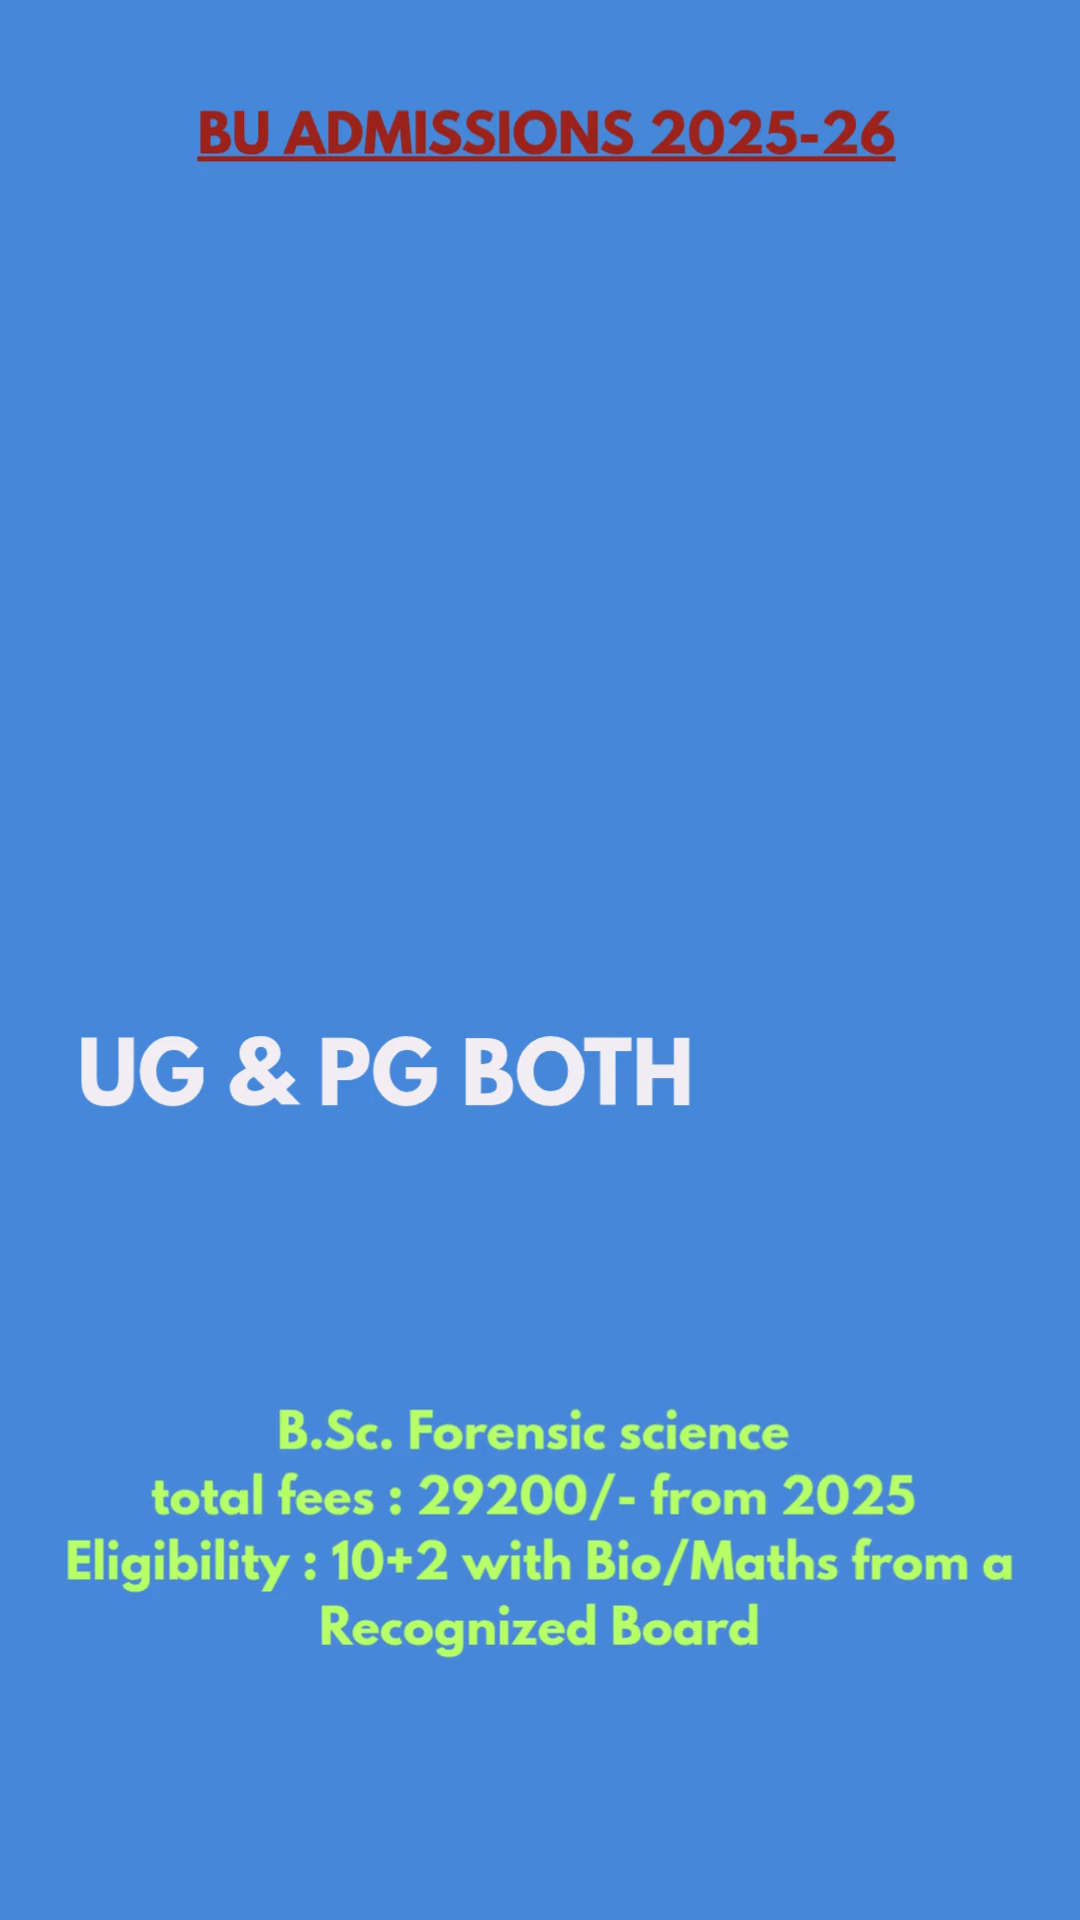 BU ADMISSIONS 2025-26
UG & PG BOTH
B.Sc. Forensic science
total fees : 29200/- from 2025
Eligibility : 10+2 with Bio/Maths from a
Recognized Board